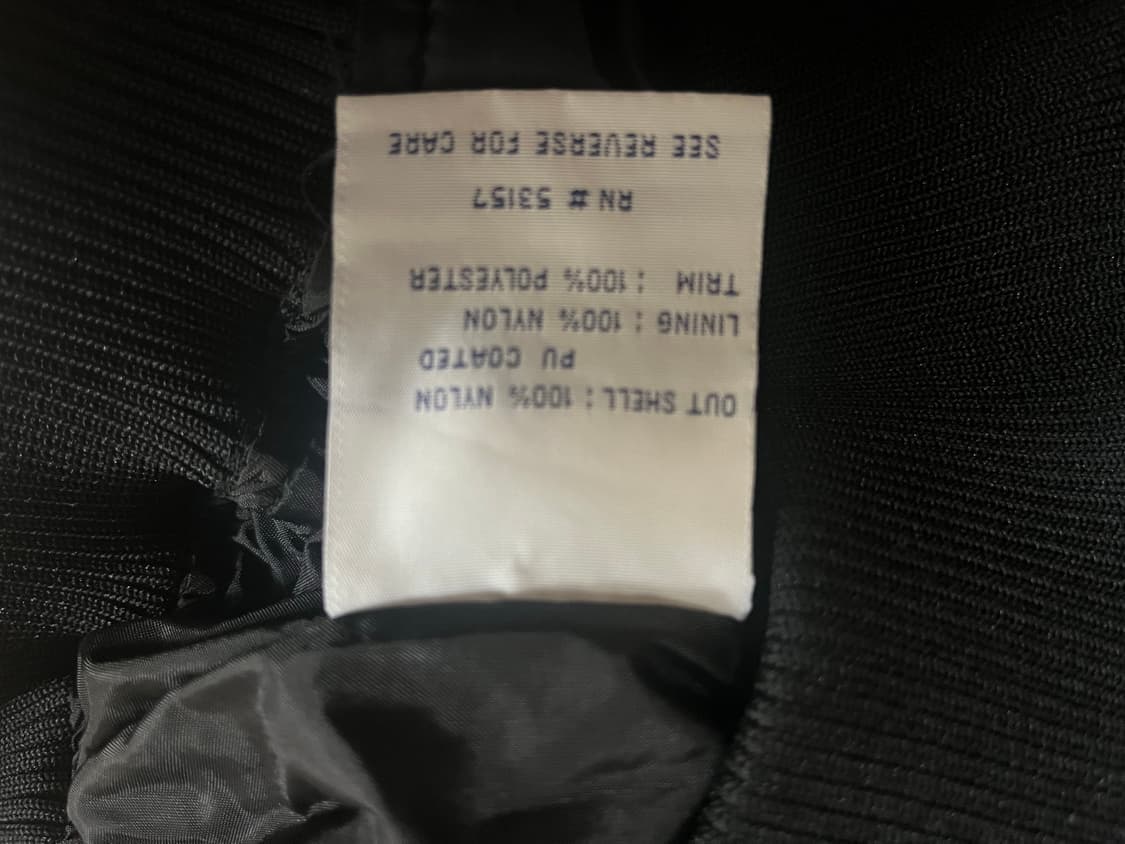 OUT SHELL : 100% NYLON
PU COATED
LINING : 100% NYLON
TRIM : 100% POLYESTER
RN # 53157
SEE REVERSE FOR CARE